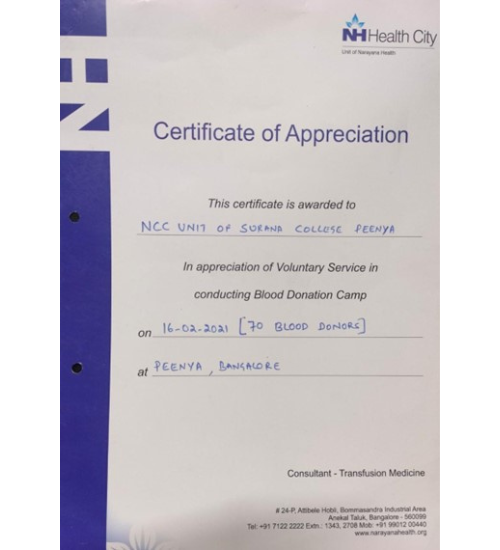 NH
NH Health City
Unit of Narayana Health
Certificate of Appreciation
This certificate is awarded to
NCC UNIT OF SURANA COLLEGE PEENYA
In appreciation of Voluntary Service in
conducting Blood Donation Camp
on 16-02-2021 [70 BLOOD DONORS]
at PEENYA, BANGALORE
Consultant - Transfusion Medicine
# 24-P, Attibele Hobli, Bommasandra Industrial Area
Anekal Taluk, Bangalore - 560099
Tel: +91 7122 2222 Extn.: 1343, 2708 Mob: +91 99012 00440
www.narayanahealth.org